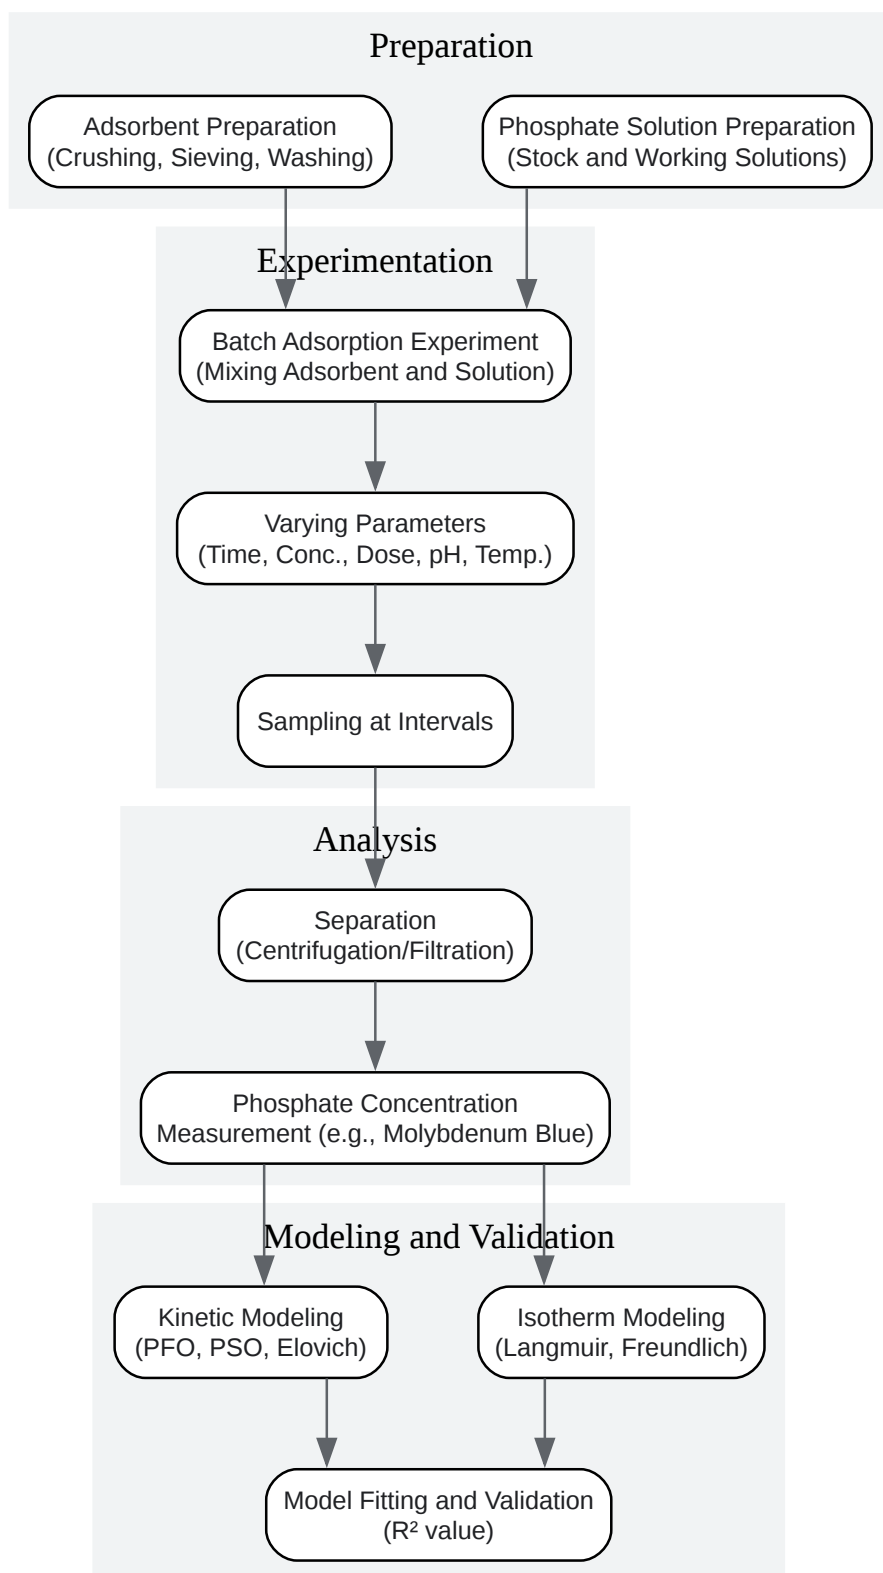 Preparation
Adsorbent Preparation
(Crushing, Sieving, Washing)
Phosphate Solution Preparation
(Stock and Working Solutions)
Experimentation
Batch Adsorption Experiment
(Mixing Adsorbent and Solution)
Varying Parameters
(Time, Conc., Dose, pH, Temp.)
Sampling at Intervals
Analysis
Separation
(Centrifugation/Filtration)
Phosphate Concentration
Measurement (e.g., Molybdenum Blue)
Modeling and Validation
Kinetic Modeling
(PFO, PSO, Elovich)
Isotherm Modeling
(Langmuir, Freundlich)
Model Fitting and Validation
(R² value)